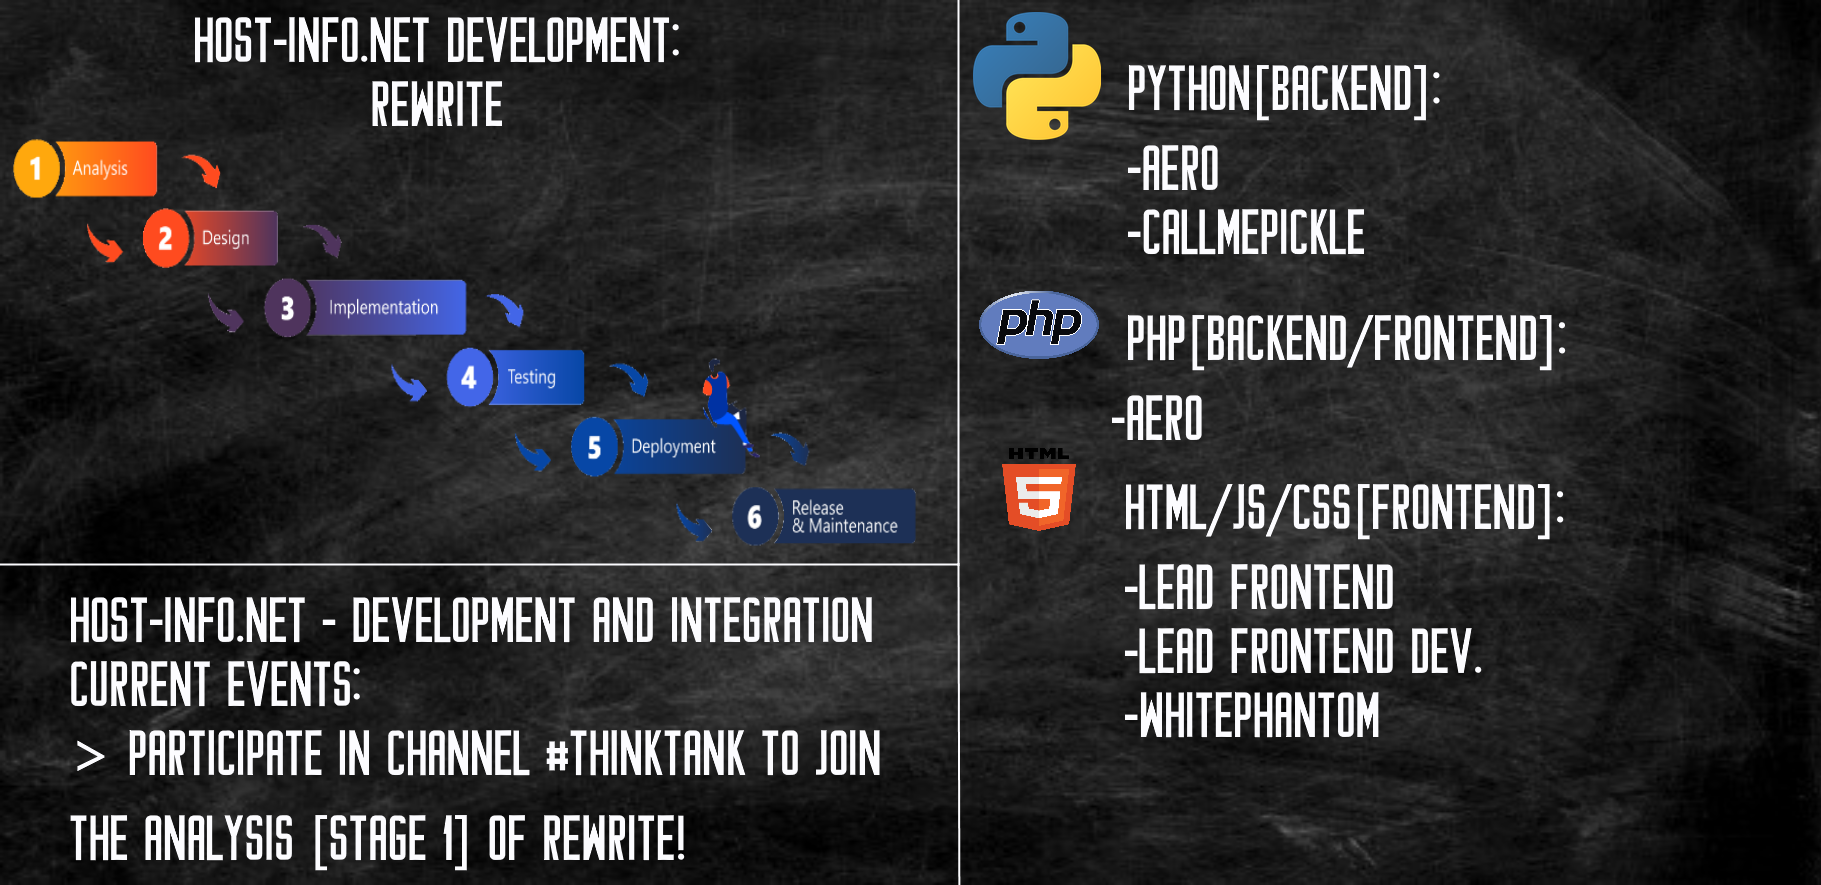 HOST-INFO.NET DEVELOPMENT:
REWRITE
1 Analysis
2 Design
3 Implementation
4 Testing
5 Deployment
6 Release
& Maintenance
HOST-INFO.NET - DEVELOPMENT AND INTEGRATION
CURRENT EVENTS:
> PARTICIPATE IN CHANNEL #THINKTANK TO JOIN
THE ANALYSIS [STAGE 1] OF REWRITE!
PYTHON[BACKEND]:
-AERO
-CALLMEPICKLE
php
PHP[BACKEND/FRONTEND]:
-AERO
HTML
5
HTML/JS/CSS[FRONTEND]:
-LEAD FRONTEND
-LEAD FRONTEND DEV.
-WHITEPHANTOM